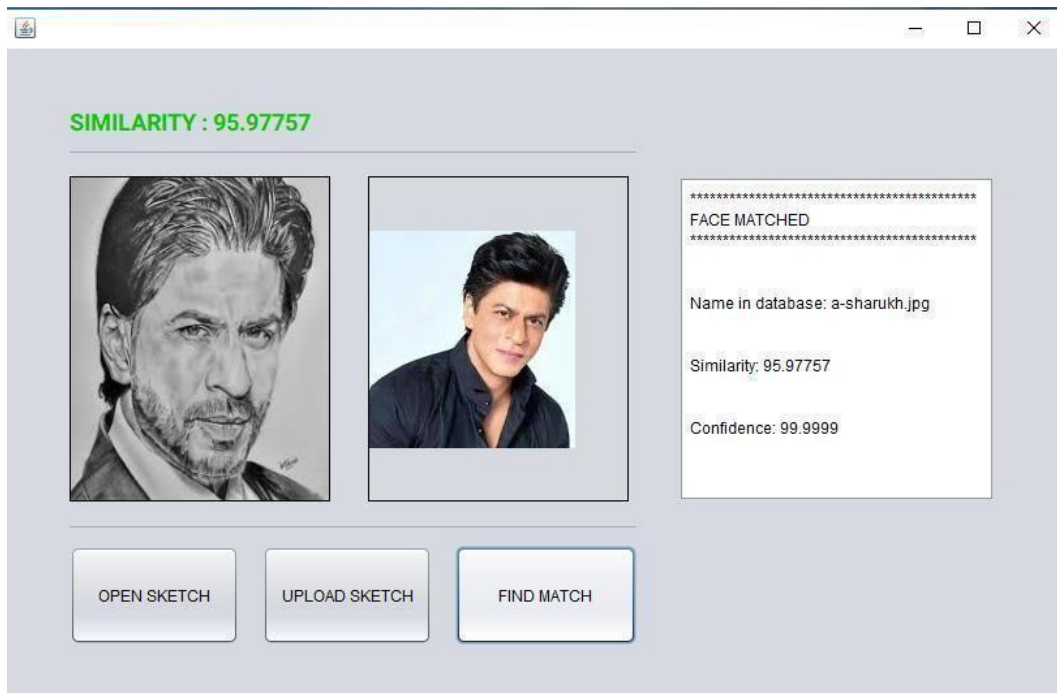 SIMILARITY : 95.97757
*******************************************
FACE MATCHED
*******************************************
Name in database: a-sharukh.jpg
Similarity: 95.97757
Confidence: 99.9999
OPEN SKETCH
UPLOAD SKETCH
FIND MATCH